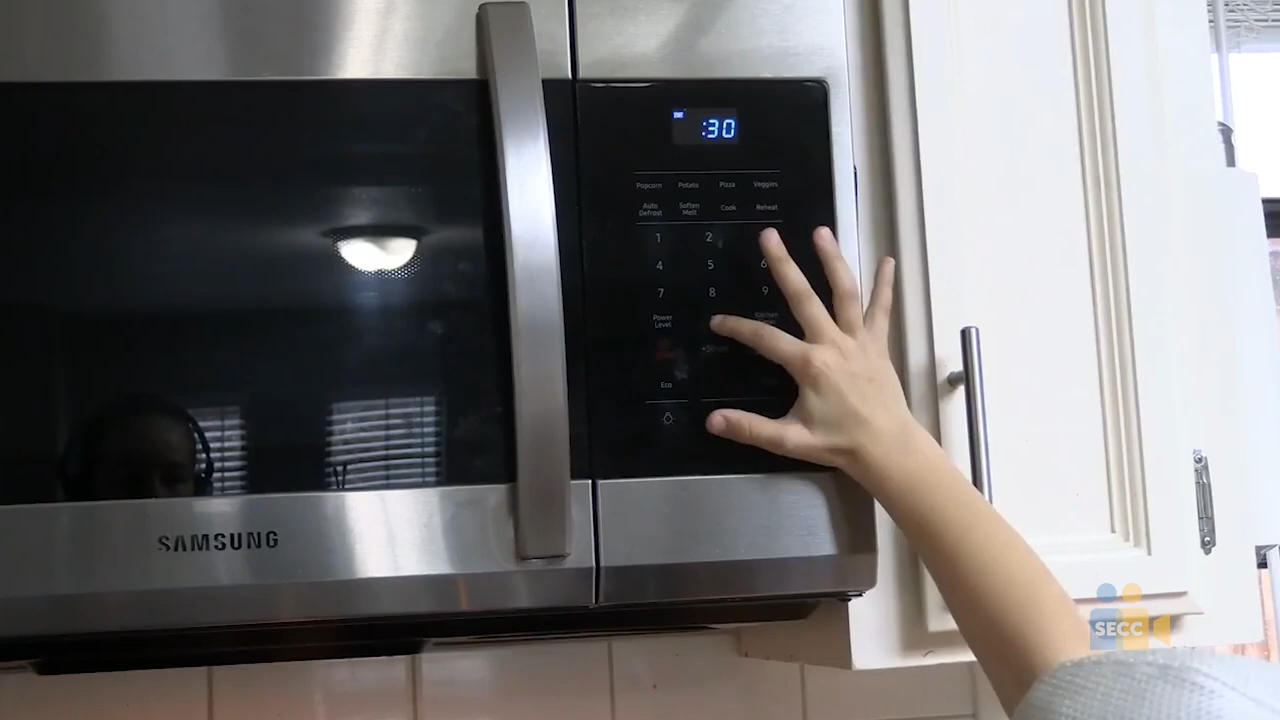 :30
Popcorn Potato Pizza Veggies
Auto Defrost Soften Melt Cook Reheat
1 2
4 5 6
7 8 9
Power Level Kitchen
Eco
SAMSUNG
SECC